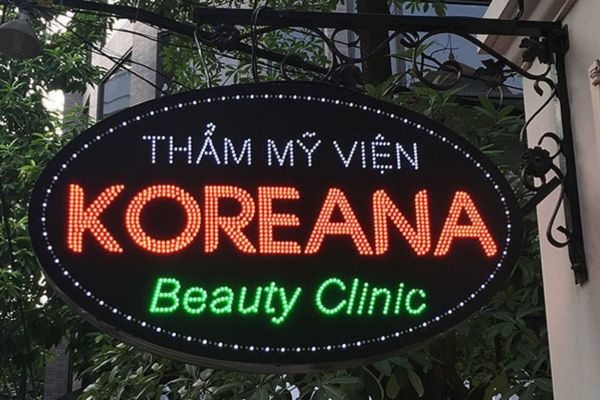 THẨM MỸ VIỆN
KOREANA
Beauty Clinic